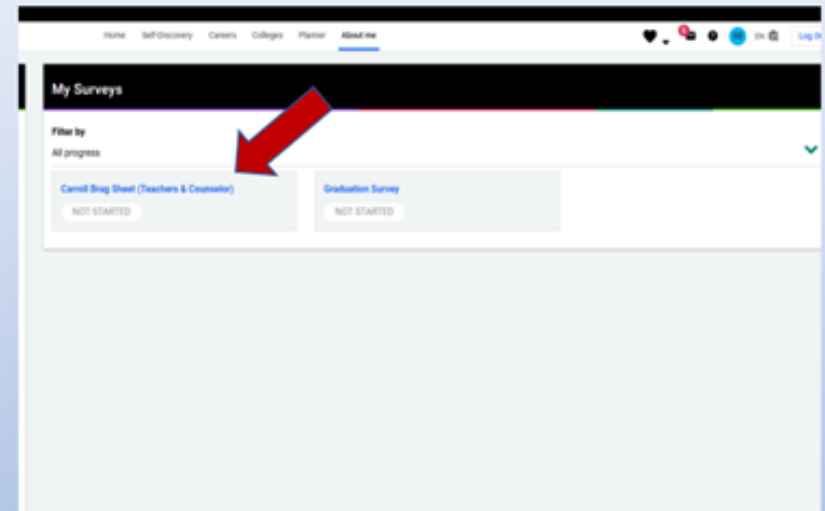 Home Self-Discovery Careers Colleges Planner About me EN
My Surveys
Filter by
All progress
Carroll Brag Sheet (Teachers & Counselor) Graduation Survey
NOT STARTED NOT STARTED